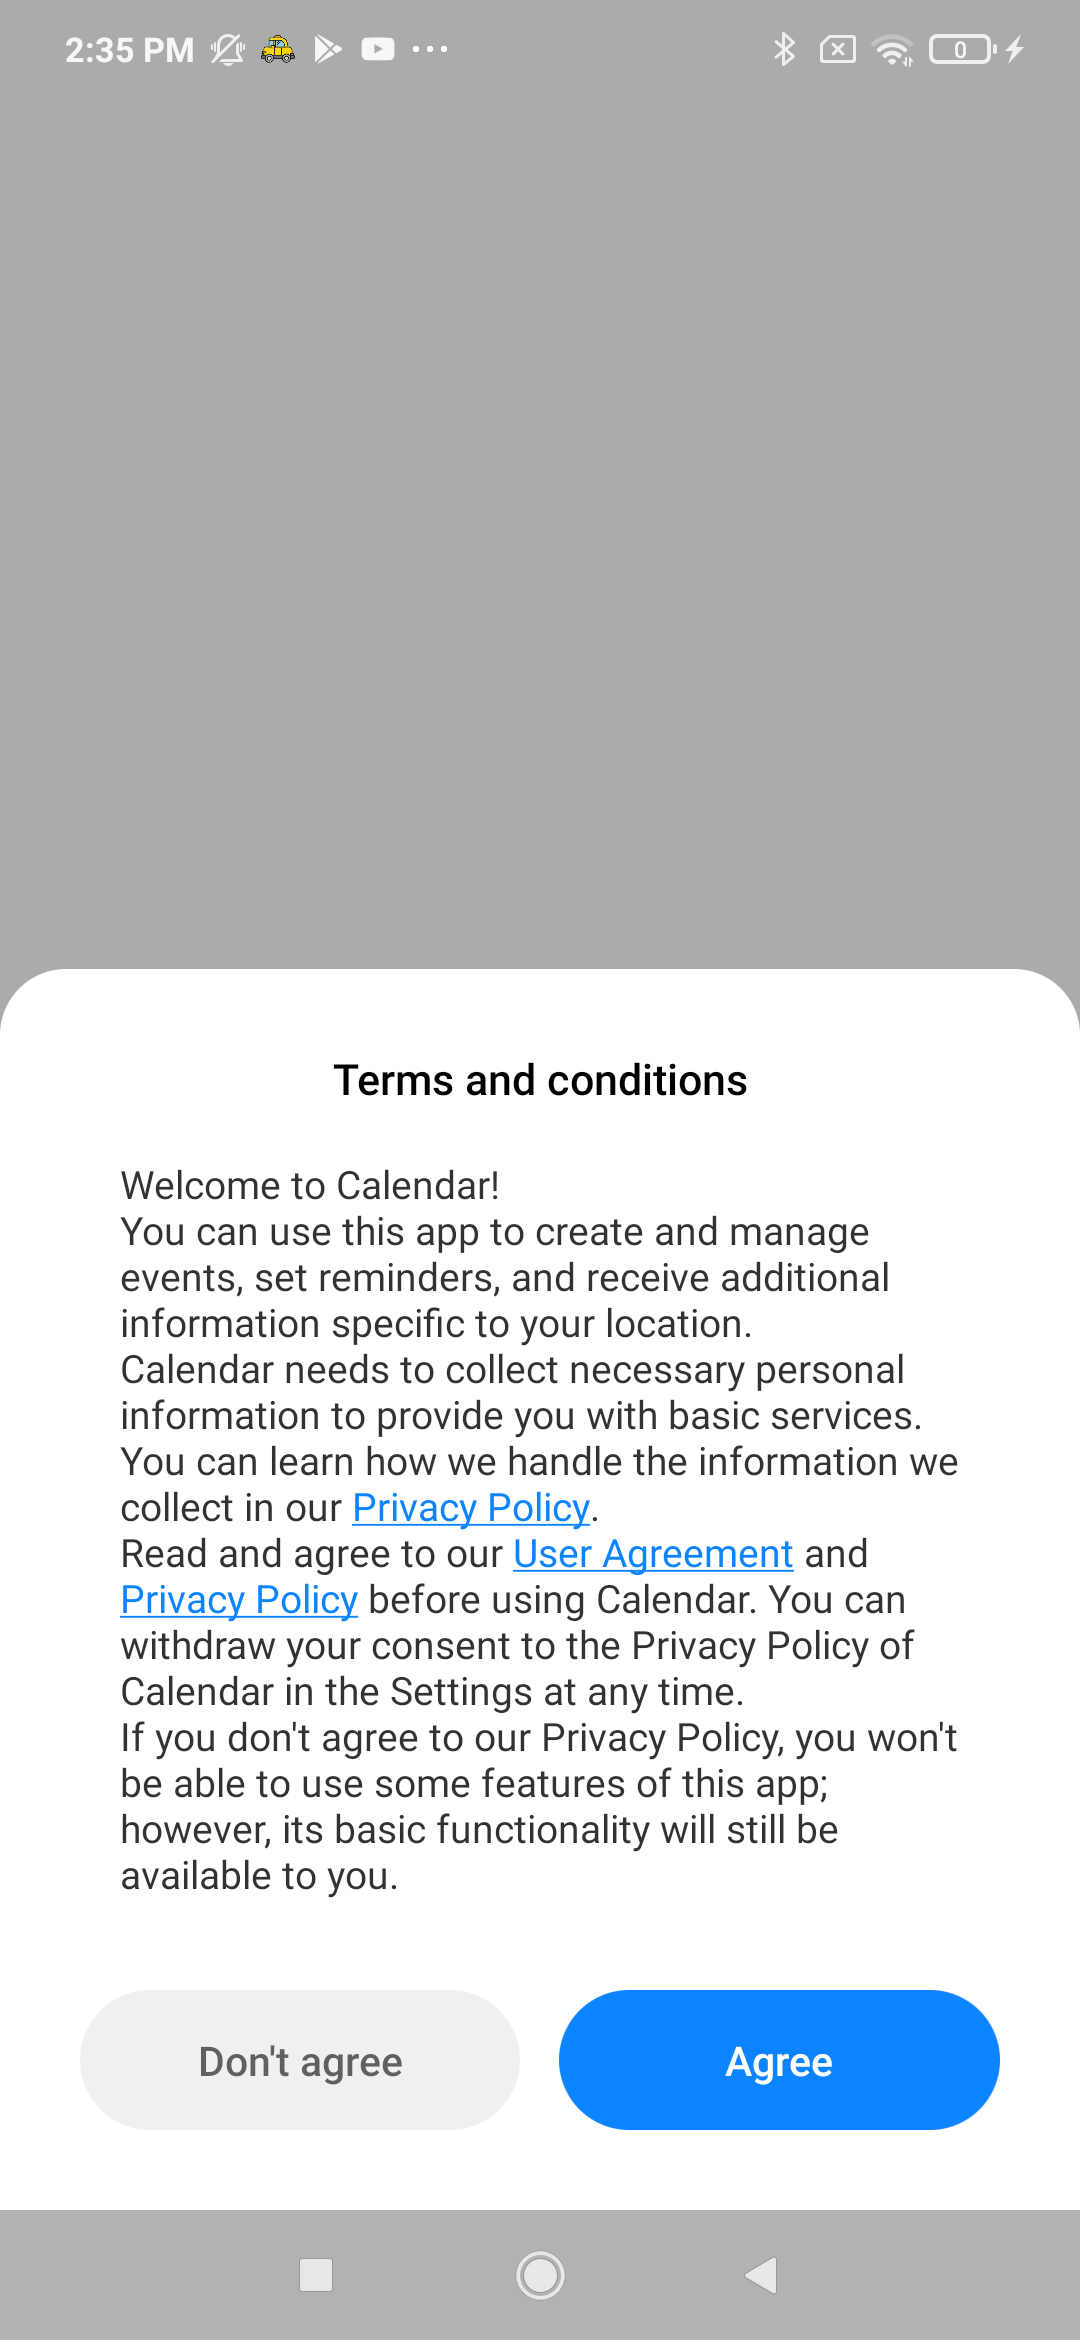 2:35 PM
0
Terms and conditions
Welcome to Calendar!
You can use this app to create and manage
events, set reminders, and receive additional
information specific to your location.
Calendar needs to collect necessary personal
information to provide you with basic services.
You can learn how we handle the information we
collect in our Privacy Policy.
Read and agree to our User Agreement and
Privacy Policy before using Calendar. You can
withdraw your consent to the Privacy Policy of
Calendar in the Settings at any time.
If you don't agree to our Privacy Policy, you won't
be able to use some features of this app;
however, its basic functionality will still be
available to you.
Don't agree
Agree